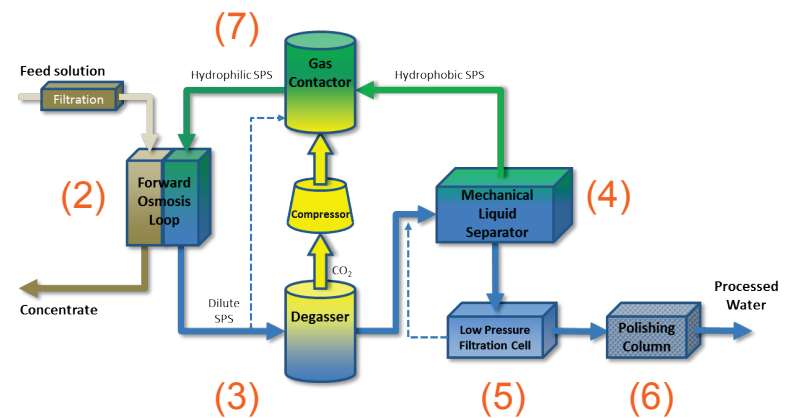 (7)
Feed solution
Filtration
Hydrophilic SPS
Gas
Contactor
Hydrophobic SPS
(2)
Forward
Osmosis
Loop
Compressor
Mechanical
Liquid
Separator
(4)
CO₂
Concentrate
Dilute
SPS
Degasser
Low Pressure
Filtration Cell
Polishing
Column
Processed
Water
(3)
(5)
(6)